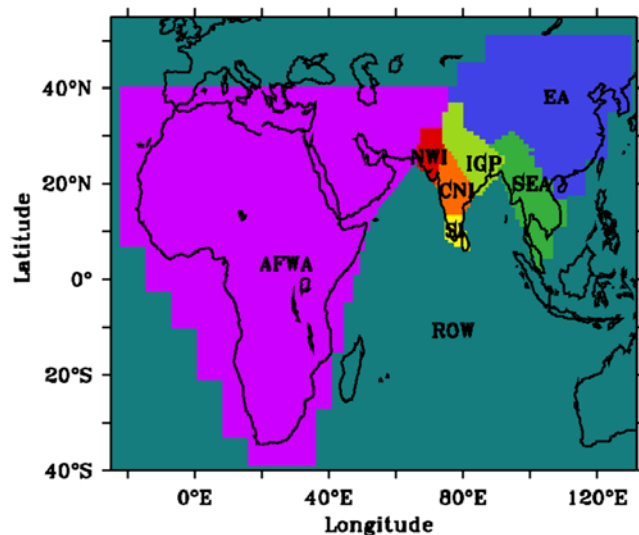 40°N
EA
NWI
IGP
20°N
CNI
SEA
SI
Latitude
0°
AFWA
ROW
20°S
40°S
0°E
40°E
80°E
120°E
Longitude